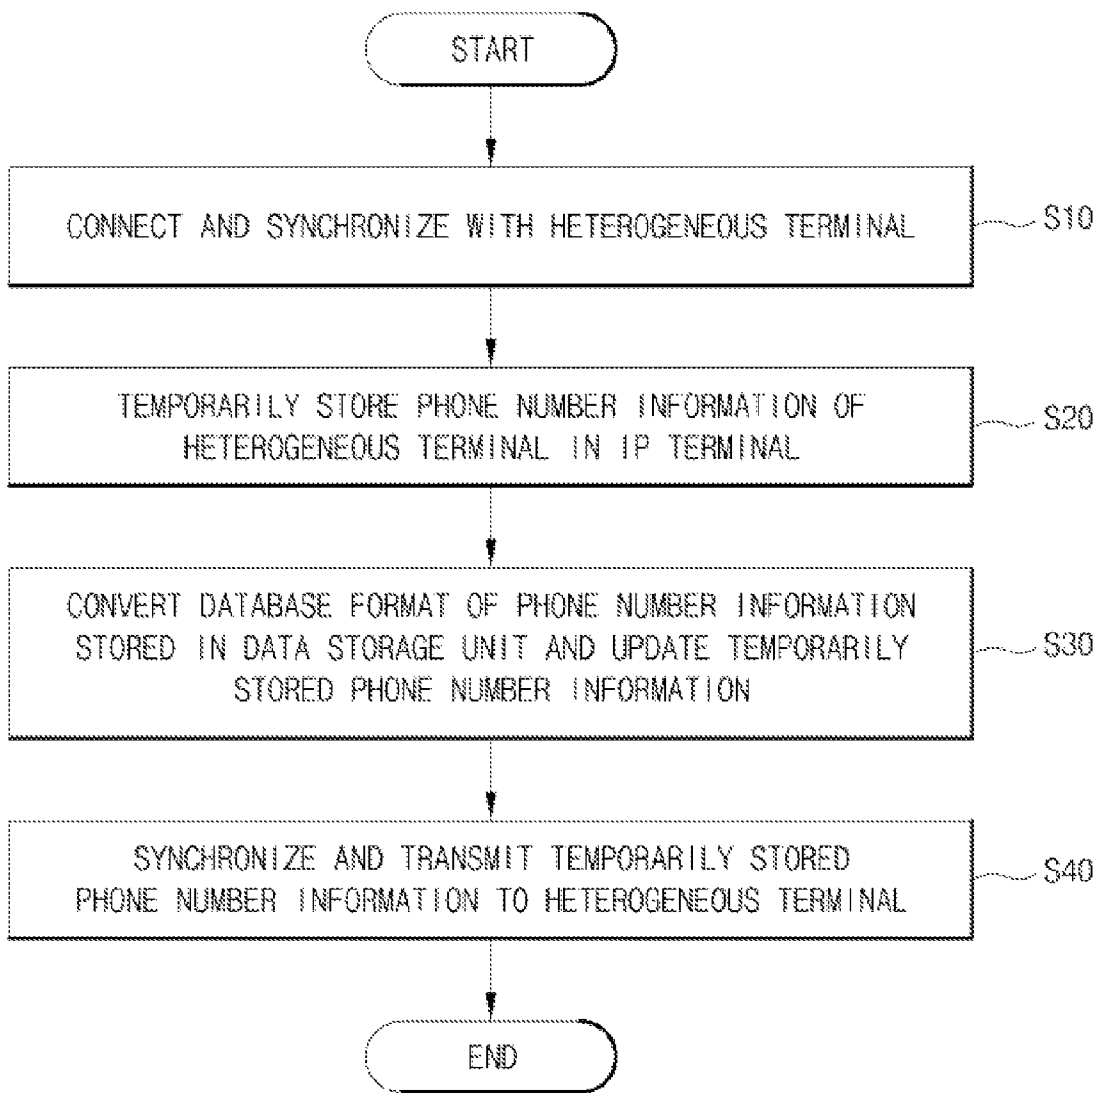 START
CONNECT AND SYNCHRONIZE WITH HETEROGENEOUS TERMINAL
S10
TEMPORARILY STORE PHONE NUMBER INFORMATION OF
HETEROGENEOUS TERMINAL IN IP TERMINAL
S20
CONVERT DATABASE FORMAT OF PHONE NUMBER INFORMATION
STORED IN DATA STORAGE UNIT AND UPDATE TEMPORARILY
STORED PHONE NUMBER INFORMATION
S30
SYNCHRONIZE AND TRANSMIT TEMPORARILY STORED
PHONE NUMBER INFORMATION TO HETEROGENEOUS TERMINAL
S40
END